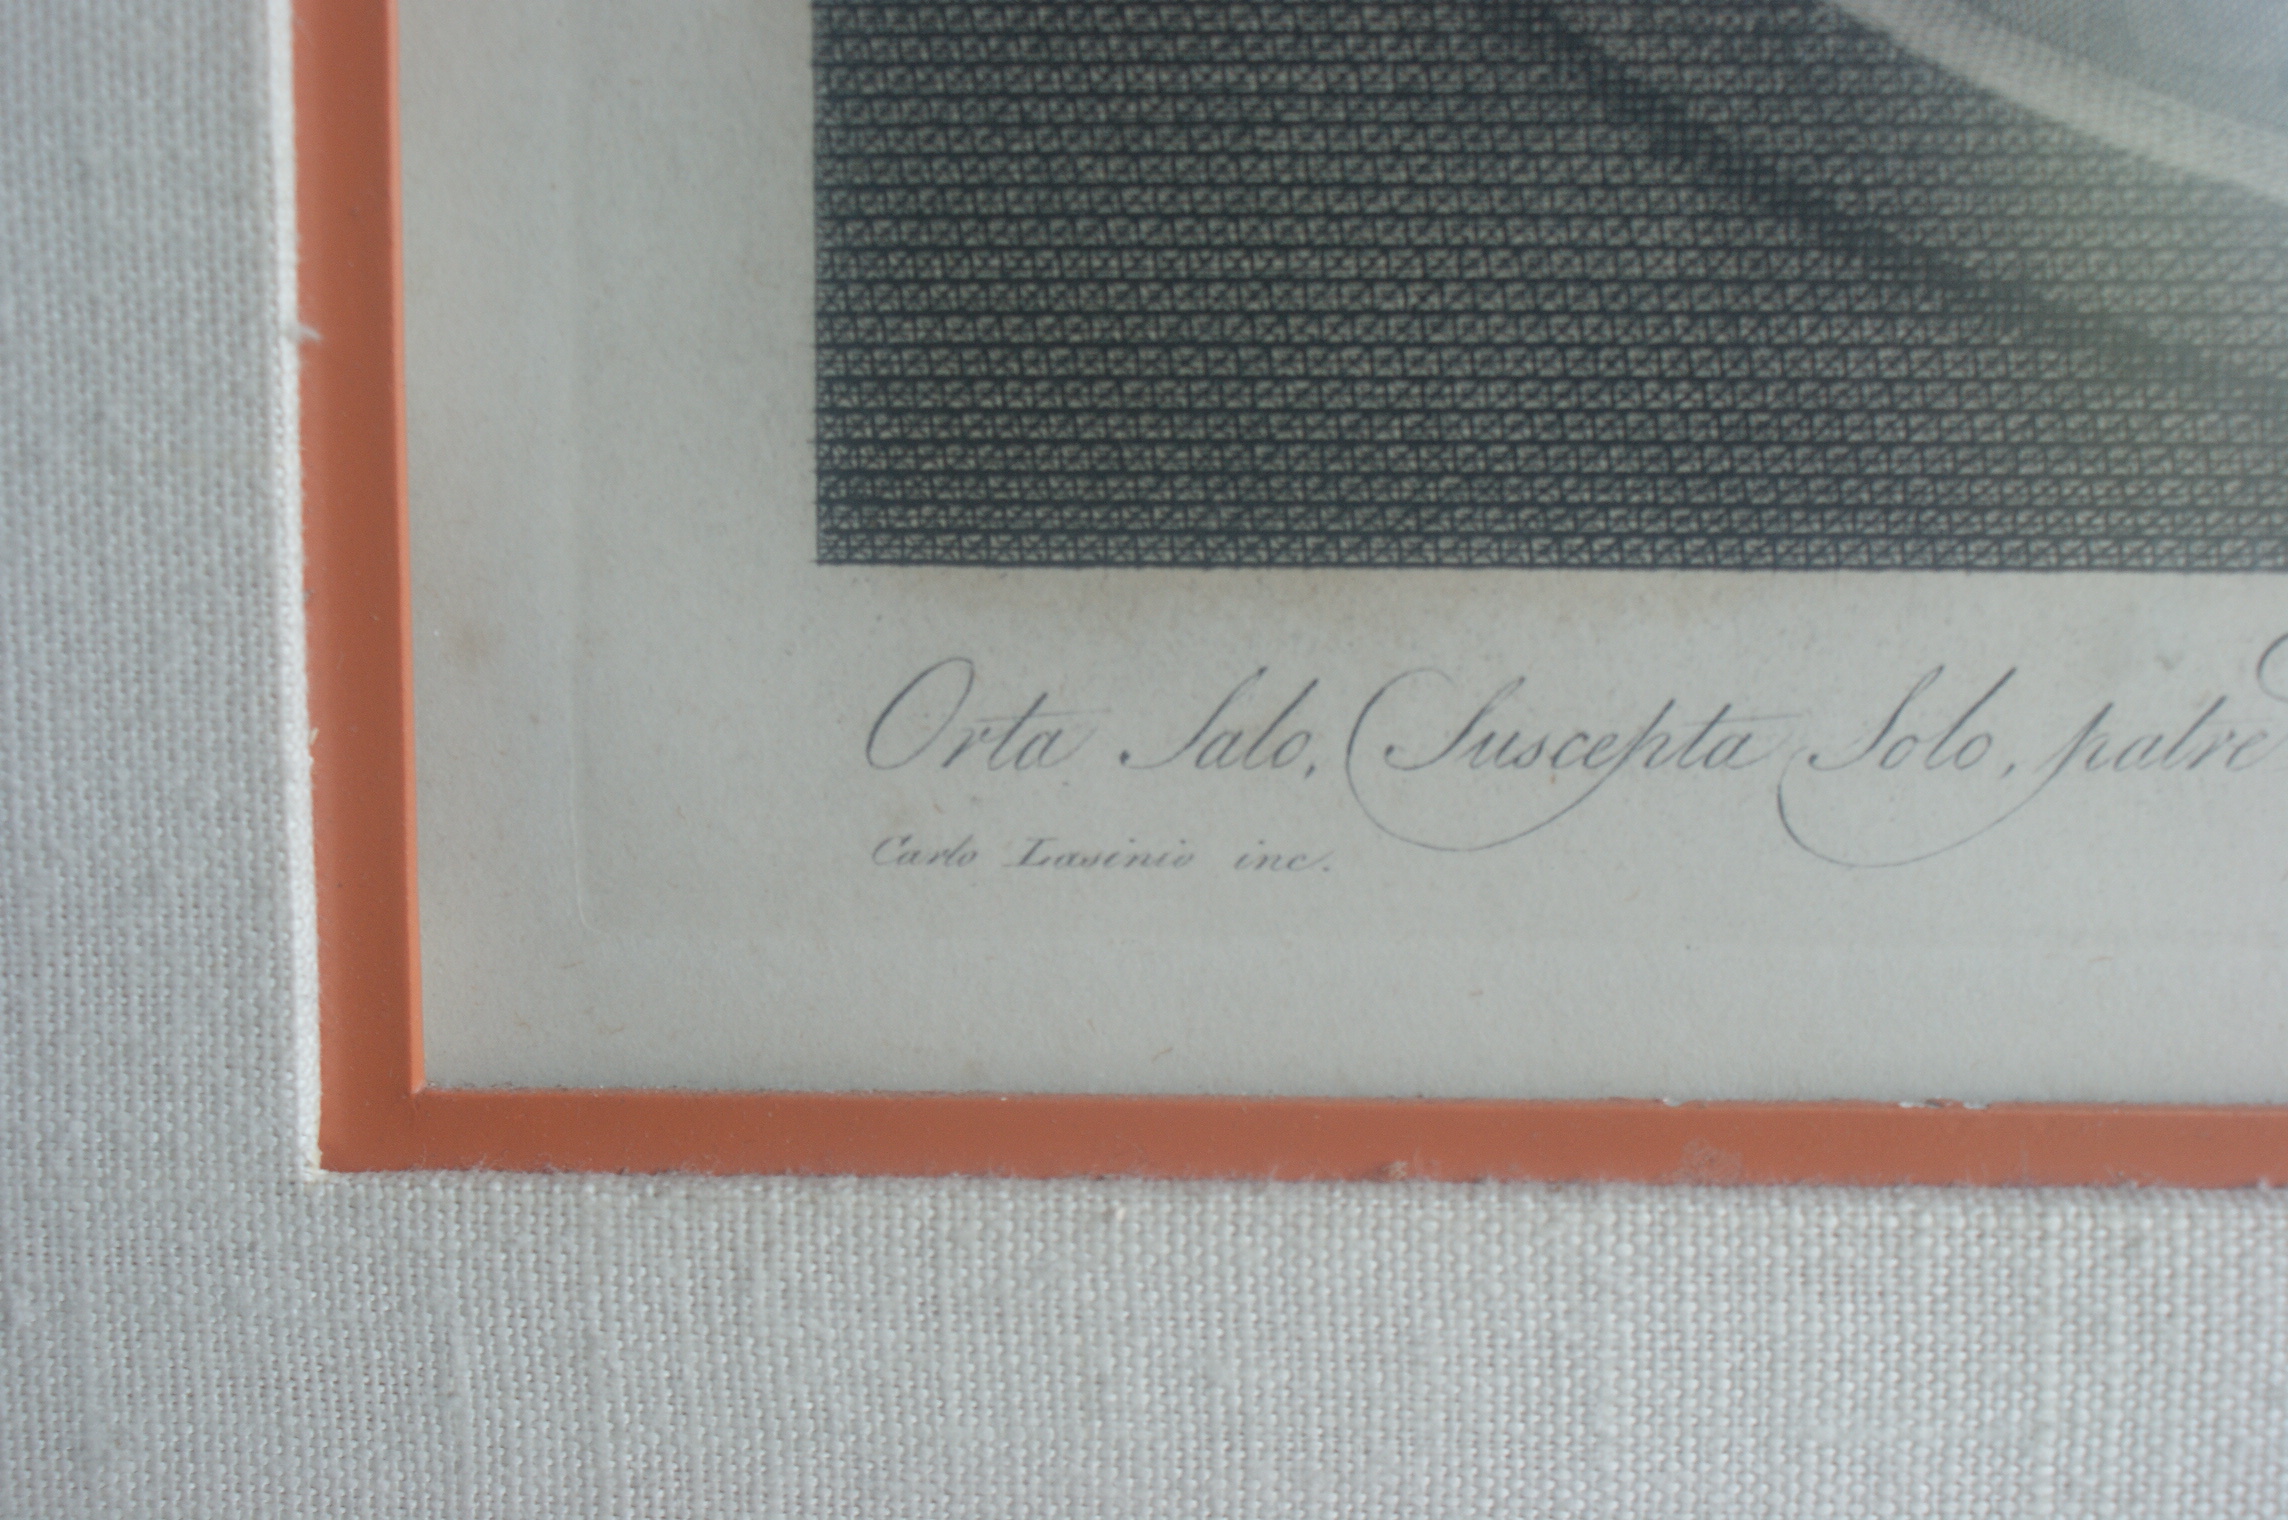 Orta Salo, Suscepta Solo, patre
Carlo Lasinio inc.